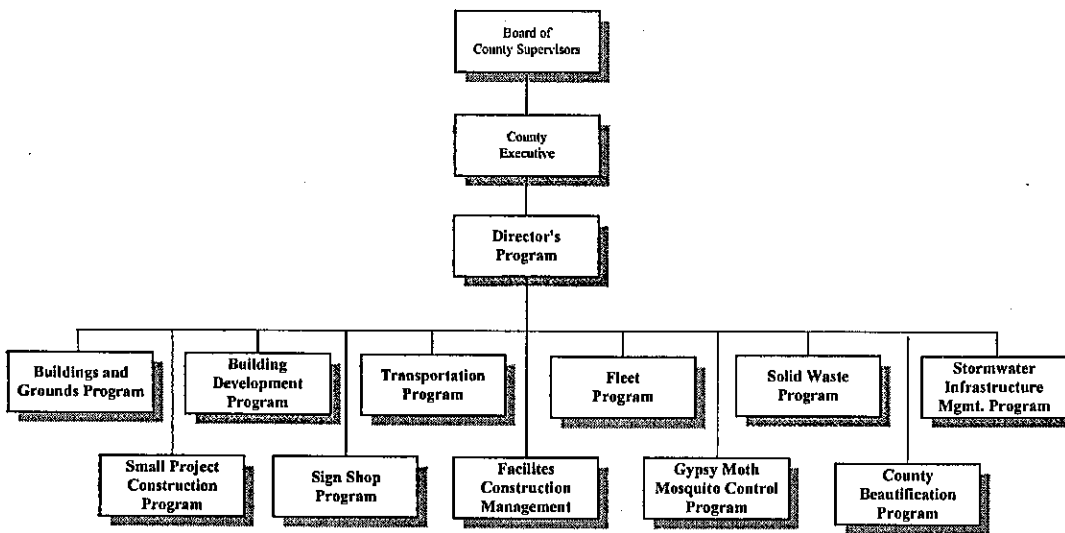 Board of
County Supervisors
County
Executive
Director's
Program
Buildings and
Grounds Program
Building
Development
Program
Transportation
Program
Fleet
Program
Solid Waste
Program
Stormwater
Infrastructure
Mgmt. Program
Small Project
Construction
Program
Sign Shop
Program
Facilites
Construction
Management
Gypsy Moth
Mosquito Control
Program
County
Beautification
Program